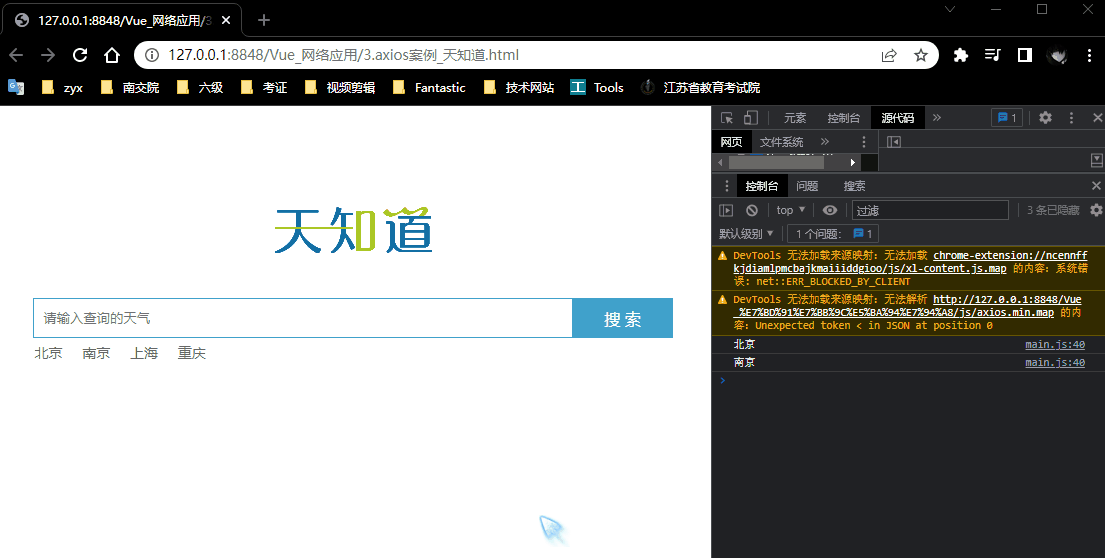 127.0.0.1:8848/Vue_网络应用/3
127.0.0.1:8848/Vue_网络应用/3.axios案例_天知道.html
zyx 南交院 六级 考证 视频剪辑 Fantastic 技术网站 Tools 江苏省教育考试院
元素 控制台 源代码 1
网页 文件系统
控制台 问题 搜索
top 过滤 3 条已隐藏
默认级别 1 个问题: 1
天知道
请输入查询的天气 搜索
北京 南京 上海 重庆
DevTools 无法加载来源映射: 无法加载 chrome-extension://ncennff
kjdiamlpmcbajkmaiiiddgioo/js/xl-content.js.map 的内容: 系统错
误: net::ERR_BLOCKED_BY_CLIENT
DevTools 无法加载来源映射: 无法解析 http://127.0.0.1:8848/Vue
_%E7%BD%91%E7%BB%9C%E5%BA%94%E7%94%A8/js/axios.min.map 的内
容: Unexpected token < in JSON at position 0
北京 main.js:40
南京 main.js:40